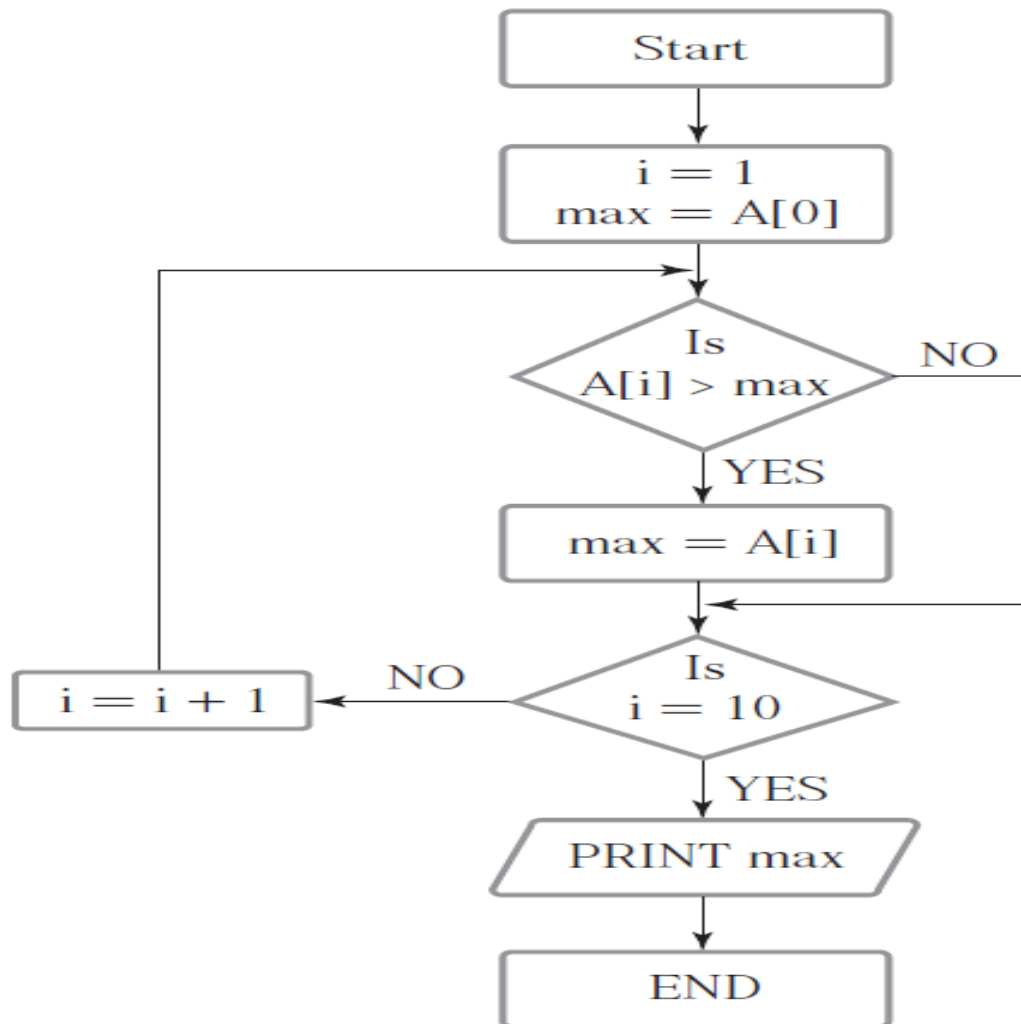 Start
i = 1
max = A[0]
Is
A[i] > max
NO
YES
max = A[i]
Is
i = 10
NO
i = i + 1
YES
PRINT max
END